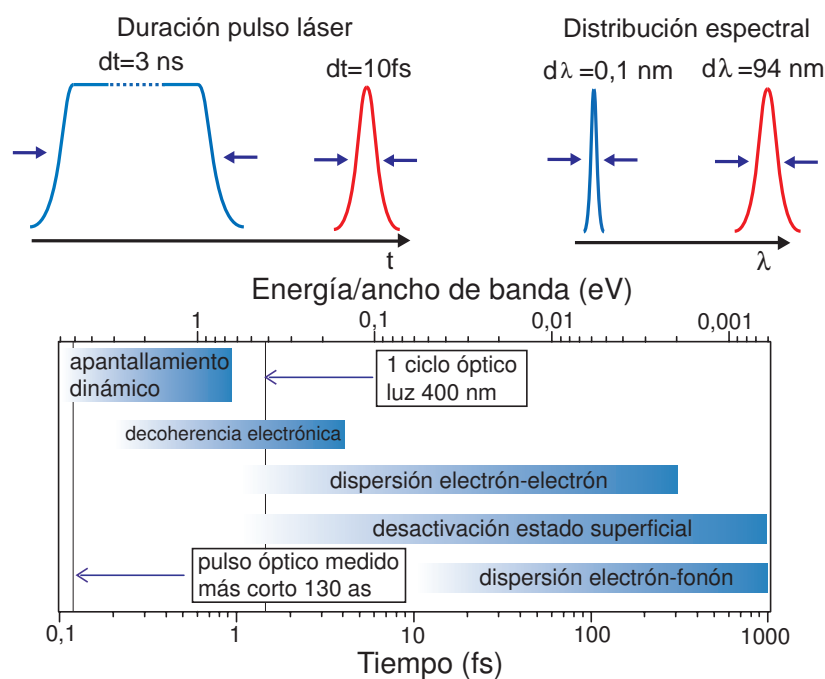 Duración pulso láser
Distribución espectral
dt=3 ns
dt=10fs
dλ=0,1 nm
dλ=94 nm
t
λ
Energía/ancho de banda (eV)
1
0,1
0,01
0,001
apantallamiento
dinámico
1 ciclo óptico
luz 400 nm
decoherencia electrónica
dispersión electrón-electrón
desactivación estado superficial
pulso óptico medido
más corto 130 as
dispersión electrón-fonón
0,1
1
10
100
1000
Tiempo (fs)